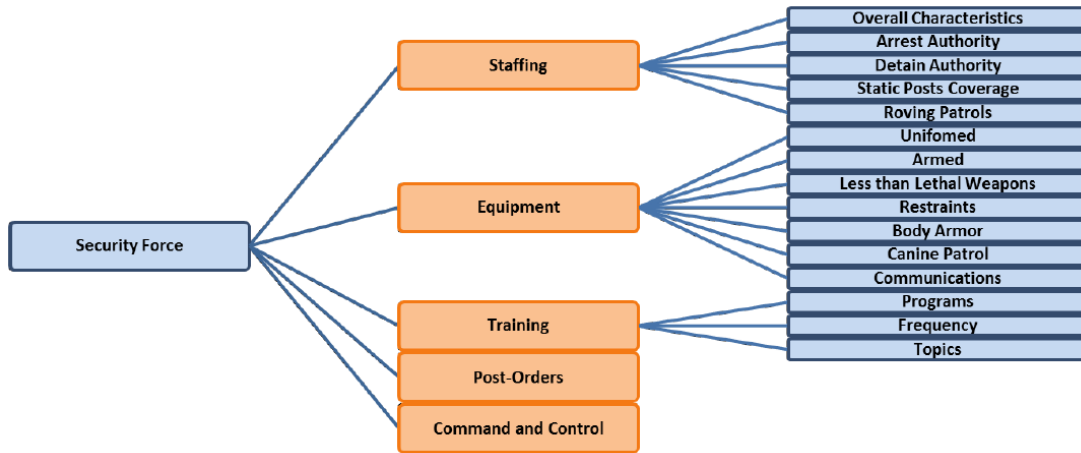 Security Force
Staffing
Equipment
Training
Post-Orders
Command and Control
Overall Characteristics
Arrest Authority
Detain Authority
Static Posts Coverage
Roving Patrols
Unifomed
Armed
Less than Lethal Weapons
Restraints
Body Armor
Canine Patrol
Communications
Programs
Frequency
Topics